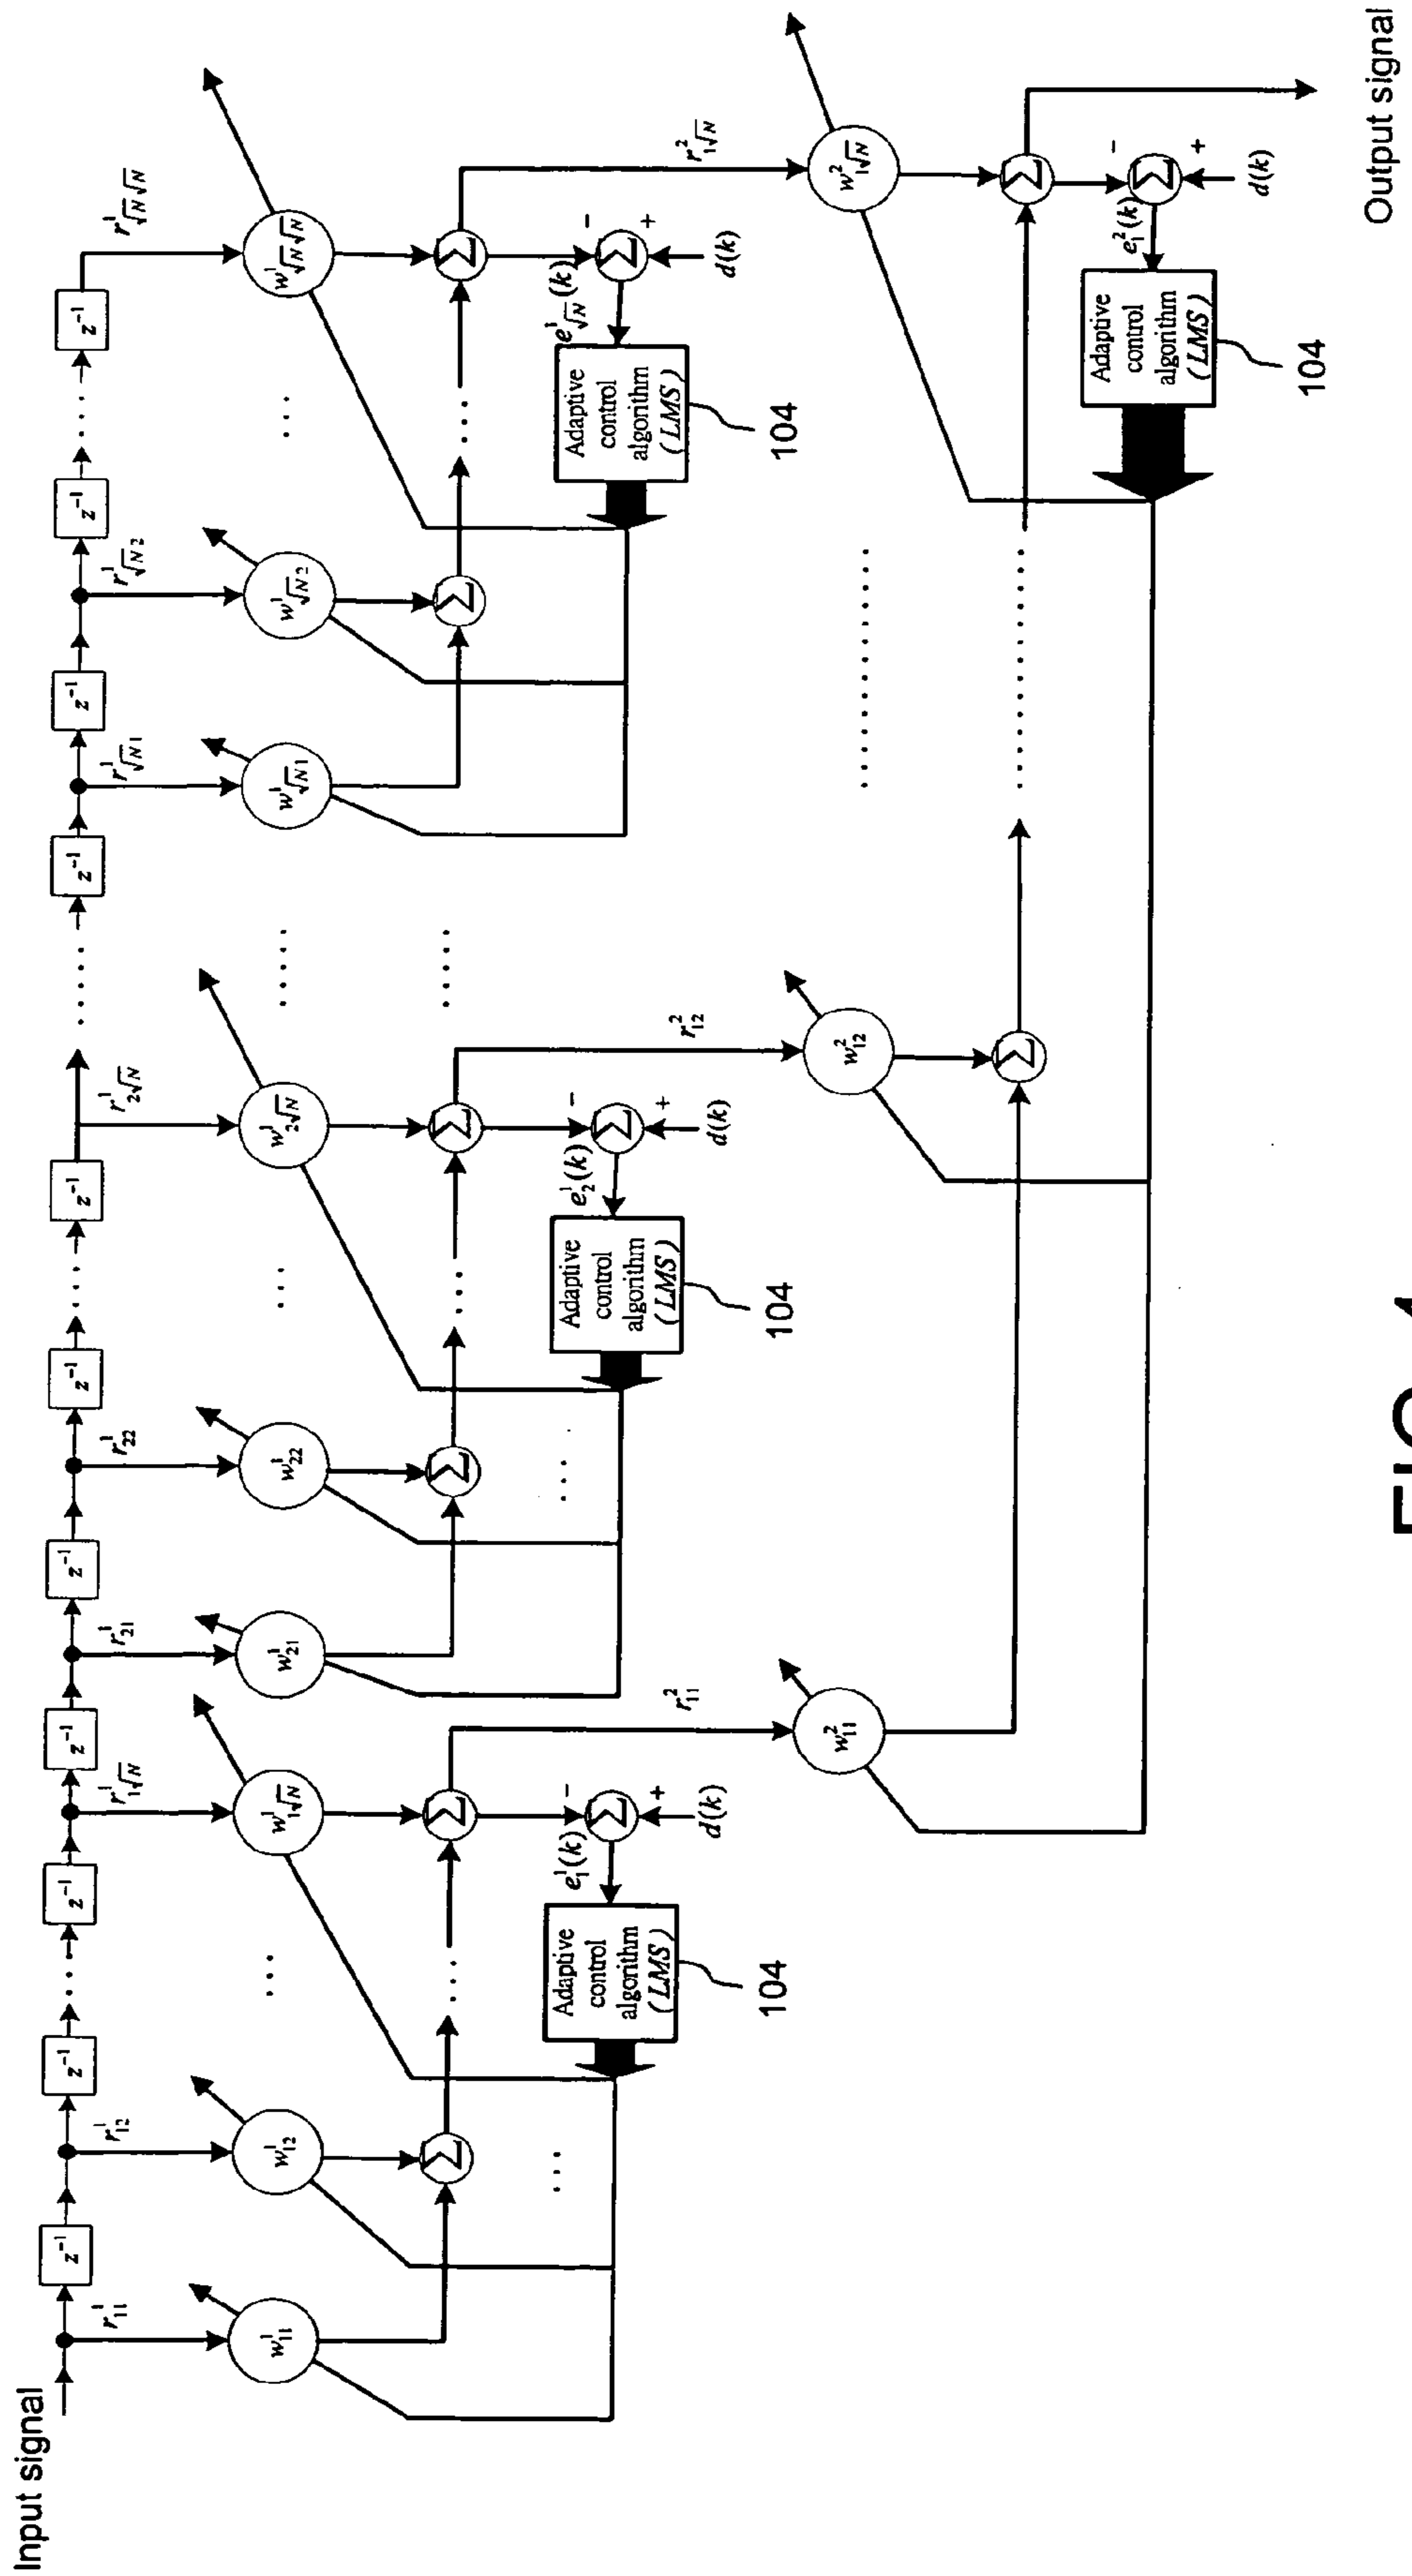 Input signal
z⁻¹ z⁻¹ ... z⁻¹ z⁻¹ z⁻¹ z⁻¹ ... z⁻¹ ...... z⁻¹ z⁻¹ z⁻¹ ... z⁻¹
r¹₁₁ r¹₁₂ r¹₁√N r¹₂₁ r¹₂₂ r¹₂√N r¹√N1 r¹√N2 r¹√N√N
w¹₁₁ w¹₁₂ ... w¹₁√N w¹₂₁ w¹₂₂ ... w¹₂√N ..... w¹√N1 w¹√N2 ... w¹√N√N
Σ ... Σ Σ ... Σ ..... Σ ... Σ
... e¹₁(k) Σ - + d(k)
Adaptive
control
algorithm
(LMS)
104
... e¹₂(k) Σ - + d(k)
Adaptive
control
algorithm
(LMS)
104
e¹√N(k) Σ - + d(k)
Adaptive
control
algorithm
(LMS)
104
r²₁₁ r²₁₂ r²₁√N
w²₁₁ w²₁₂ ............. w²₁√N
Σ ............. Σ
e²₁(k) Σ - + d(k)
Adaptive
control
algorithm
(LMS)
104
Output signal